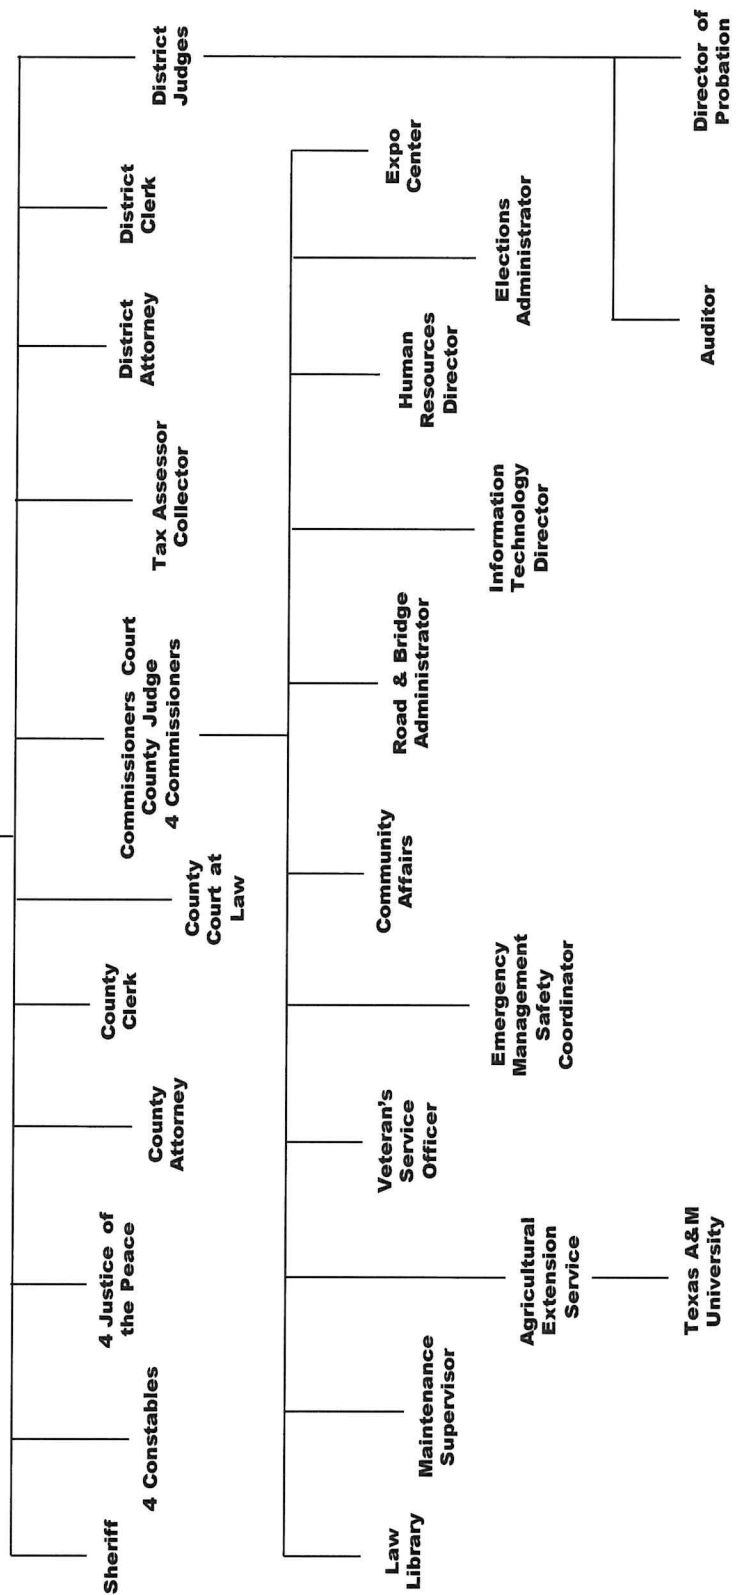 Sheriff
4 Constables
4 Justice of
the Peace
County
Attorney
County
Clerk
County
Court at
Law
Commissioners Court
County Judge
4 Commissioners
Tax Assessor
Collector
District
Attorney
District
Clerk
District
Judges
Law
Library
Maintenance
Supervisor
Agricultural
Extension
Service
Texas A&M
University
Veteran's
Service
Officer
Emergency
Management
Safety
Coordinator
Community
Affairs
Road & Bridge
Administrator
Information
Technology
Director
Human
Resources
Director
Elections
Administrator
Expo
Center
Auditor
Director of
Probation